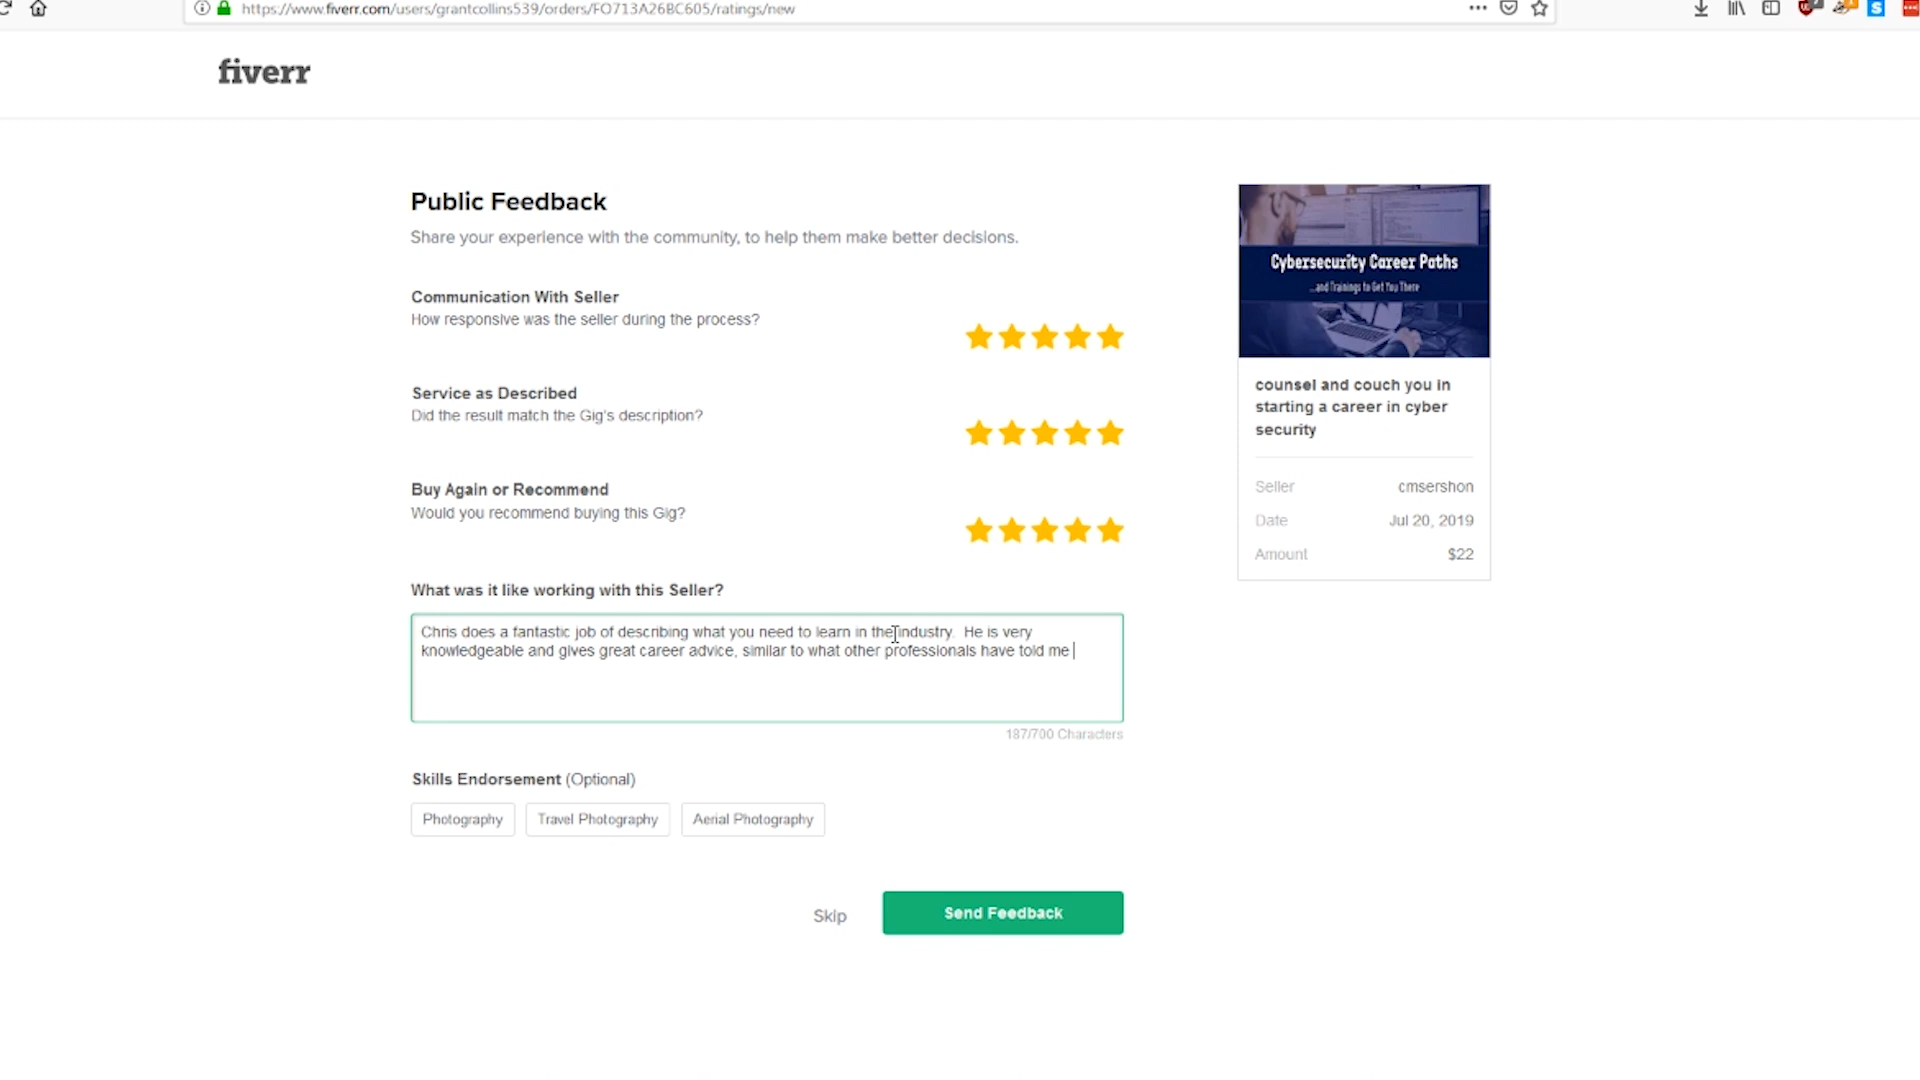 https://www.fiverr.com/users/grantcollins539/orders/FO713A26BC605/ratings/new
fiverr
Public Feedback
Share your experience with the community, to help them make better decisions.
Communication With Seller
How responsive was the seller during the process?
Service as Described
Did the result match the Gig's description?
Buy Again or Recommend
Would you recommend buying this Gig?
What was it like working with this Seller?
Chris does a fantastic job of describing what you need to learn in the industry.  He is very
knowledgeable and gives great career advice, similar to what other professionals have told me
187/700 Characters
Skills Endorsement (Optional)
Photography
Travel Photography
Aerial Photography
Skip
Send Feedback
Cybersecurity Career Paths
...and Trainings to Get You There
counsel and couch you in
starting a career in cyber
security
Seller cmsershon
Date Jul 20, 2019
Amount $22